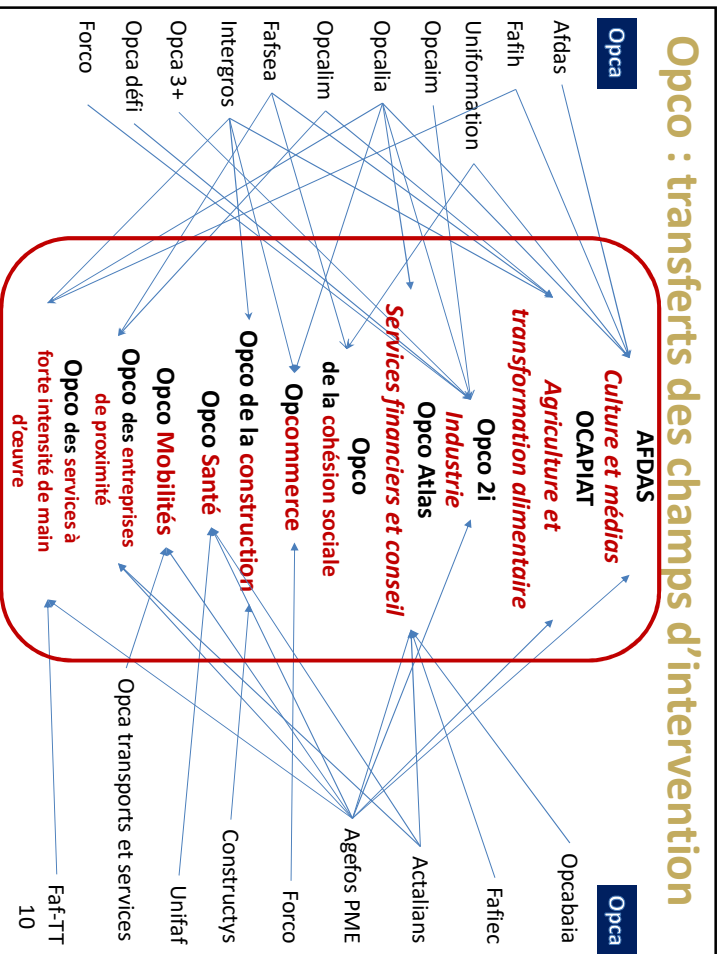 Opco : transferts des champs d’intervention
Opca
Afdas
Fafih
Uniformation
Opcaim
Opcalia
Opcalim
Fafsea
Intergros
Opca 3+
Opca défi
Forco
AFDAS
Culture et médias
OCAPIAT
Agriculture et
transformation alimentaire
Opco 2i
Industrie
Opco Atlas
Services financiers et conseil
Opco
de la cohésion sociale
Opcommerce
Opco de la construction
Opco Santé
Opco Mobilités
Opco des entreprises
de proximité
Opco des services à
forte intensité de main
d’œuvre
Opca
Opcabaia
Fafiec
Actalians
Agefos PME
Forco
Constructys
Unifaf
Opca transports et services
Faf-TT
10